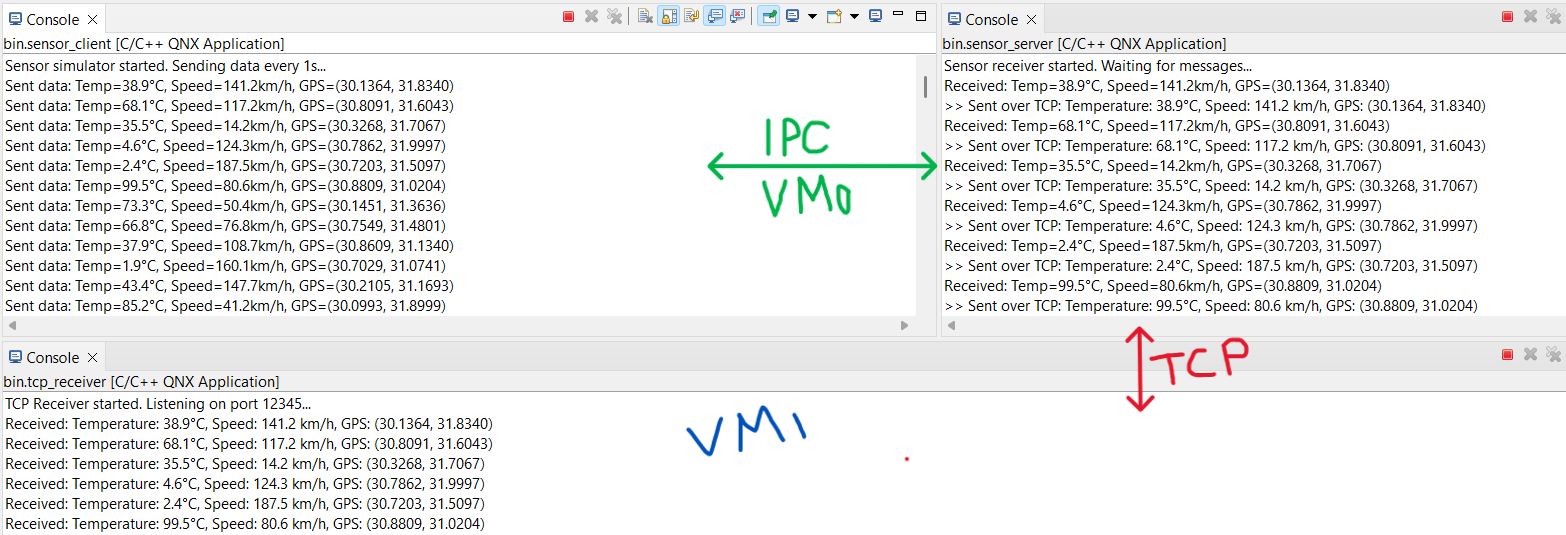 Console
bin.sensor_client [C/C++ QNX Application]
Sensor simulator started. Sending data every 1s...
Sent data: Temp=38.9°C, Speed=141.2km/h, GPS=(30.1364, 31.8340)
Sent data: Temp=68.1°C, Speed=117.2km/h, GPS=(30.8091, 31.6043)
Sent data: Temp=35.5°C, Speed=14.2km/h, GPS=(30.3268, 31.7067)
Sent data: Temp=4.6°C, Speed=124.3km/h, GPS=(30.7862, 31.9997)
Sent data: Temp=2.4°C, Speed=187.5km/h, GPS=(30.7203, 31.5097)
Sent data: Temp=99.5°C, Speed=80.6km/h, GPS=(30.8809, 31.0204)
Sent data: Temp=73.3°C, Speed=50.4km/h, GPS=(30.1451, 31.3636)
Sent data: Temp=66.8°C, Speed=76.8km/h, GPS=(30.7549, 31.4801)
Sent data: Temp=37.9°C, Speed=108.7km/h, GPS=(30.8609, 31.1340)
Sent data: Temp=1.9°C, Speed=160.1km/h, GPS=(30.7029, 31.0741)
Sent data: Temp=43.4°C, Speed=147.7km/h, GPS=(30.2105, 31.1693)
Sent data: Temp=85.2°C, Speed=41.2km/h, GPS=(30.0993, 31.8999)
IPC
VM0
Console
bin.sensor_server [C/C++ QNX Application]
Sensor receiver started. Waiting for messages...
Received: Temp=38.9°C, Speed=141.2km/h, GPS=(30.1364, 31.8340)
>> Sent over TCP: Temperature: 38.9°C, Speed: 141.2 km/h, GPS: (30.1364, 31.8340)
Received: Temp=68.1°C, Speed=117.2km/h, GPS=(30.8091, 31.6043)
>> Sent over TCP: Temperature: 68.1°C, Speed: 117.2 km/h, GPS: (30.8091, 31.6043)
Received: Temp=35.5°C, Speed=14.2km/h, GPS=(30.3268, 31.7067)
>> Sent over TCP: Temperature: 35.5°C, Speed: 14.2 km/h, GPS: (30.3268, 31.7067)
Received: Temp=4.6°C, Speed=124.3km/h, GPS=(30.7862, 31.9997)
>> Sent over TCP: Temperature: 4.6°C, Speed: 124.3 km/h, GPS: (30.7862, 31.9997)
Received: Temp=2.4°C, Speed=187.5km/h, GPS=(30.7203, 31.5097)
>> Sent over TCP: Temperature: 2.4°C, Speed: 187.5 km/h, GPS: (30.7203, 31.5097)
Received: Temp=99.5°C, Speed=80.6km/h, GPS=(30.8809, 31.0204)
>> Sent over TCP: Temperature: 99.5°C, Speed: 80.6 km/h, GPS: (30.8809, 31.0204)
TCP
Console
bin.tcp_receiver [C/C++ QNX Application]
TCP Receiver started. Listening on port 12345...
Received: Temperature: 38.9°C, Speed: 141.2 km/h, GPS: (30.1364, 31.8340)
Received: Temperature: 68.1°C, Speed: 117.2 km/h, GPS: (30.8091, 31.6043)
Received: Temperature: 35.5°C, Speed: 14.2 km/h, GPS: (30.3268, 31.7067)
Received: Temperature: 4.6°C, Speed: 124.3 km/h, GPS: (30.7862, 31.9997)
Received: Temperature: 2.4°C, Speed: 187.5 km/h, GPS: (30.7203, 31.5097)
Received: Temperature: 99.5°C, Speed: 80.6 km/h, GPS: (30.8809, 31.0204)
VM1